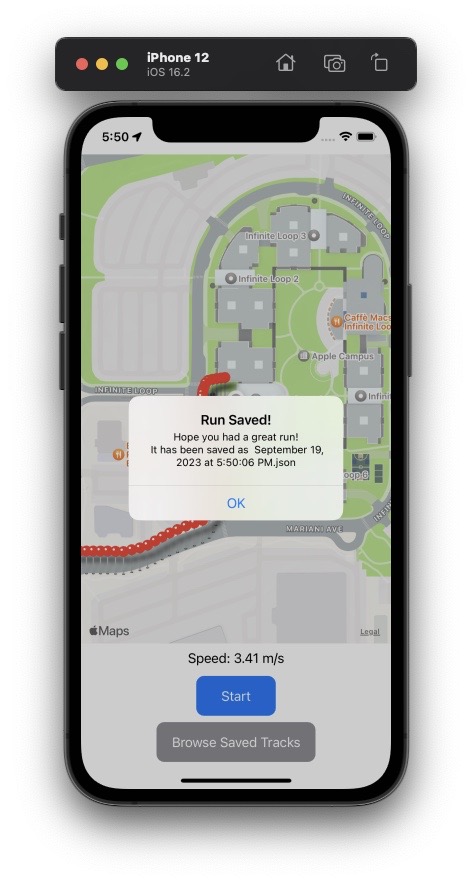 iPhone 12
iOS 16.2
5:50
INFINITE LOOP
Infinite Loop 3
Infinite Loop 2
Caffè Macs
Infinite Loo
Apple Campus
INFINITE LOOP
Infini
Run Saved!
Hope you had a great run!
It has been saved as September 19,
2023 at 5:50:06 PM.json
OK
oop 6
INFIN
MARIANI AVE
Maps
Legal
Speed: 3.41 m/s
Start
Browse Saved Tracks